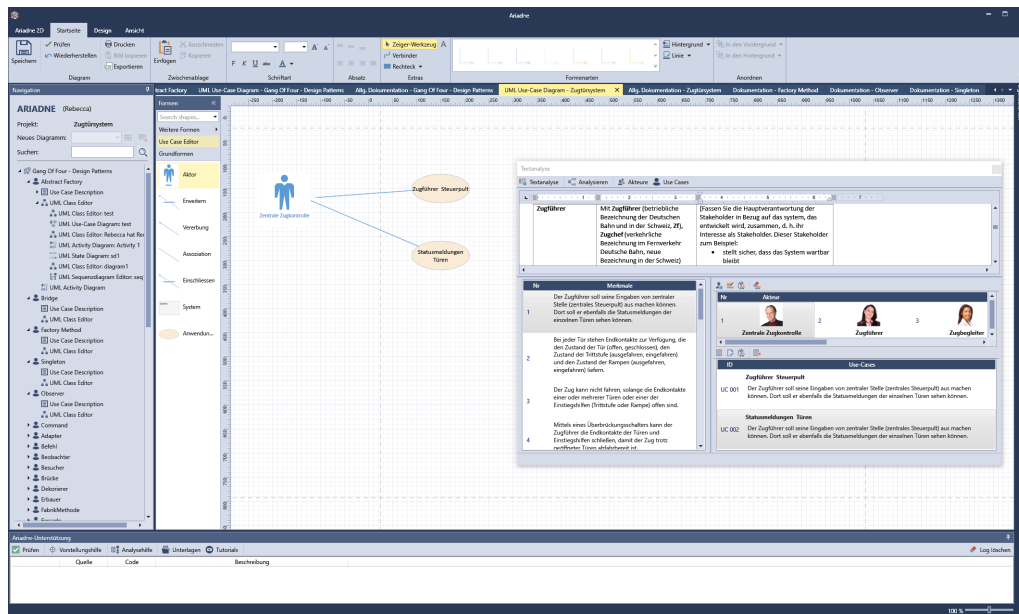 Ariadne
Ariadne 2D Startseite Design Ansicht
Speichern
Prüfen
Wiederherstellen
Drucken
Bild kopieren
Exportieren
Einfügen
Ausschneiden
Kopieren
F K U abc A
Zeiger-Werkzeug A
Verbinder
Rechteck
Hintergrund
Linie
In den Vordergrund
In den Hintergrund
Diagram Zwischenablage Schriftart Absatz Extras Formenarten Anordnen
Navigation
tract Factory UML Use-Case Diagram - Gang Of Four - Design Patterns Allg. Dokumentation - Gang Of Four - Design Patterns UML Use-Case Diagram - Zugtürsystem Allg. Dokumentation - Zugtürsystem Dokumentation - Factory Method Dokumentation - Observer Dokumentation - Singleton
ARIADNE (Rebecca)
Projekt: Zugtürsystem
Neues Diagramm:
Suchen:
Gang Of Four - Design Patterns
Abstract Factory
Use Case Description
UML Class Editor
UML Class Editor: test
UML Use-Case Diagram: test
UML Class Editor: Rebecca hat Rec
UML Activity Diagram: Activity 1
UML State Diagram: sd1
UML Class Editor: diagram1
UML Sequenzdiagram Editor: seq
UML Activity Diagram
Bridge
Use Case Description
UML Class Editor
Factory Method
Use Case Description
UML Class Editor
Singleton
Use Case Description
UML Class Editor
Observer
Use Case Description
UML Class Editor
Command
Adapter
Befehl
Beobachter
Besucher
Brücke
Dekorierer
Erbauer
FabrikMethode
Formen
Search shapes...
Weitere Formen
Use Case Editor
Grundformen
Aktor
Erweitern
Vererbung
Association
Einschliessen
System
Anwendun...
Zentrale Zugkontrolle
Zugführer Steuerpult
Statusmeldungen
Türen
Textanalyse
Textanalyse Analysieren Akteure Use Cases
Zugführer
Mit Zugführer (betriebliche
Bezeichnung der Deutschen
Bahn und in der Schweiz, Zf),
Zugchef (verkehrliche
Bezeichnung im Fernverkehr
Deutsche Bahn, neue
Bezeichnung in der Schweiz)
[Fassen Sie die Hauptverantwortung der
Stakeholder in Bezug auf das system, das
entwickelt wird, zusammen, d. h. ihr
Interesse als Stakeholder. Dieser Stakeholder
zum Beispiel:
• stellt sicher, dass das System wartbar
bleibt
Nr Merkmale
1
Der Zugführer soll seine Eingaben von zentraler
Stelle (zentrales Steuerpult) aus machen können.
Dort soll er ebenfalls die Statusmeldungen der
einzelnen Türen sehen können.
2
Bei jeder Tür stehen Endkontakte zur Verfügung, die
den Zustand der Tür (offen, geschlossen), den
Zustand der Trittstufe (ausgefahren, eingefahren)
und den Zustand der Rampen (ausgefahren,
eingefahren) liefern.
3
Der Zug kann nicht fahren, solange die Endkontakte
einer oder mehrerer Türen oder einer der
Einstiegshilfen (Trittstufe oder Rampe) offen sind.
4
Mittels eines Überbrückungsschalters kann der
Zugführer die Endkontakte der Türen und
Einstiegshilfen schließen, damit der Zug trotz
geöffneter Türen abfahrbereit ist.
Nr Akteur
1 2 3
Zentrale Zugkontrolle Zugführer Zugbegleiter
ID Use-Cases
Zugführer Steuerpult
UC 001 Der Zugführer soll seine Eingaben von zentraler Stelle (zentrales Steuerpult) aus machen
können. Dort soll er ebenfalls die Statusmeldungen der einzelnen Türen sehen können.
Statusmeldungen Türen
UC 002 Der Zugführer soll seine Eingaben von zentraler Stelle (zentrales Steuerpult) aus machen
können. Dort soll er ebenfalls die Statusmeldungen der einzelnen Türen sehen können.
Ariadne-Unterstützung
Prüfen Vorstellungshilfe Analysehilfe Unterlagen Tutorials Log löschen
Quelle Code Beschreibung
100 %